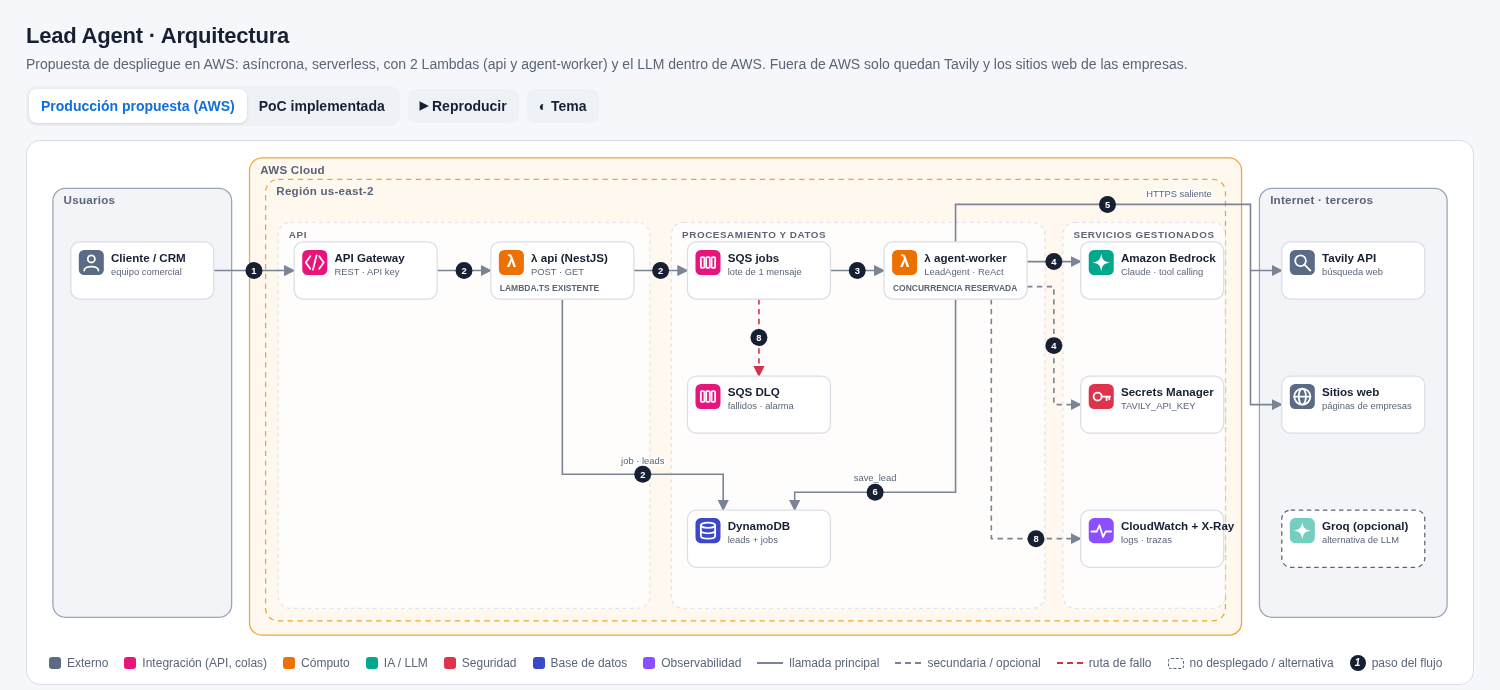 Lead Agent · Arquitectura
Propuesta de despliegue en AWS: asíncrona, serverless, con 2 Lambdas (api y agent-worker) y el LLM dentro de AWS. Fuera de AWS solo quedan Tavily y los sitios web de las empresas.
Producción propuesta (AWS)
PoC implementada
Reproducir
Tema
AWS Cloud
Región us-east-2
Usuarios
Cliente / CRM
equipo comercial
1
API
API Gateway
REST · API key
2
λ
λ api (NestJS)
POST · GET
LAMBDA.TS EXISTENTE
2
PROCESAMIENTO Y DATOS
SQS jobs
lote de 1 mensaje
3
λ
λ agent-worker
LeadAgent · ReAct
CONCURRENCIA RESERVADA
4
SERVICIOS GESTIONADOS
Amazon Bedrock
Claude · tool calling
HTTPS saliente
5
Internet · terceros
Tavily API
búsqueda web
8
4
SQS DLQ
fallidos · alarma
Secrets Manager
TAVILY_API_KEY
Sitios web
páginas de empresas
job · leads
2
save_lead
6
DynamoDB
leads + jobs
8
CloudWatch + X-Ray
logs · trazas
Groq (opcional)
alternativa de LLM
Externo
Integración (API, colas)
Cómputo
IA / LLM
Seguridad
Base de datos
Observabilidad
llamada principal
secundaria / opcional
ruta de fallo
no desplegado / alternativa
1
paso del flujo